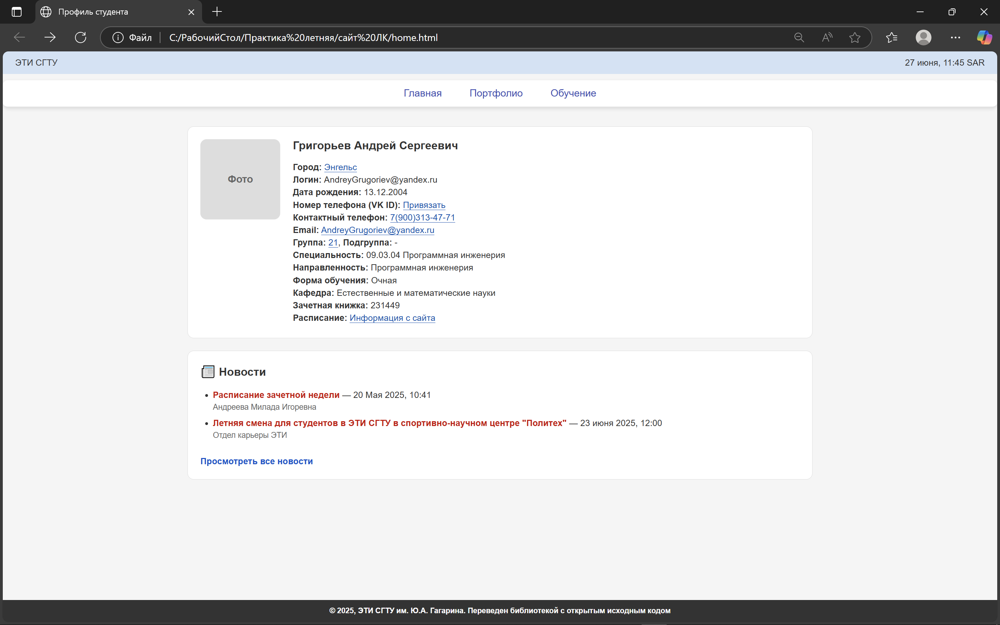 Профиль студента
Файл
C:/РабочийСтол/Практика%20летняя/сайт%20ЛК/home.html
ЭТИ СГТУ
27 июня, 11:45 SAR
Главная Портфолио Обучение
Фото
Григорьев Андрей Сергеевич
Город: Энгельс
Логин: AndreyGrugoriev@yandex.ru
Дата рождения: 13.12.2004
Номер телефона (VK ID): Привязать
Контактный телефон: 7(900)313-47-71
Email: AndreyGrugoriev@yandex.ru
Группа: 21, Подгруппа: -
Специальность: 09.03.04 Программная инженерия
Направленность: Программная инженерия
Форма обучения: Очная
Кафедра: Естественные и математические науки
Зачетная книжка: 231449
Расписание: Информация с сайта
Новости
Расписание зачетной недели — 20 Мая 2025, 10:41
Андреева Милада Игоревна
Летняя смена для студентов в ЭТИ СГТУ в спортивно-научном центре "Политех" — 23 июня 2025, 12:00
Отдел карьеры ЭТИ
Просмотреть все новости
© 2025, ЭТИ СГТУ им. Ю.А. Гагарина. Переведен библиотекой с открытым исходным кодом